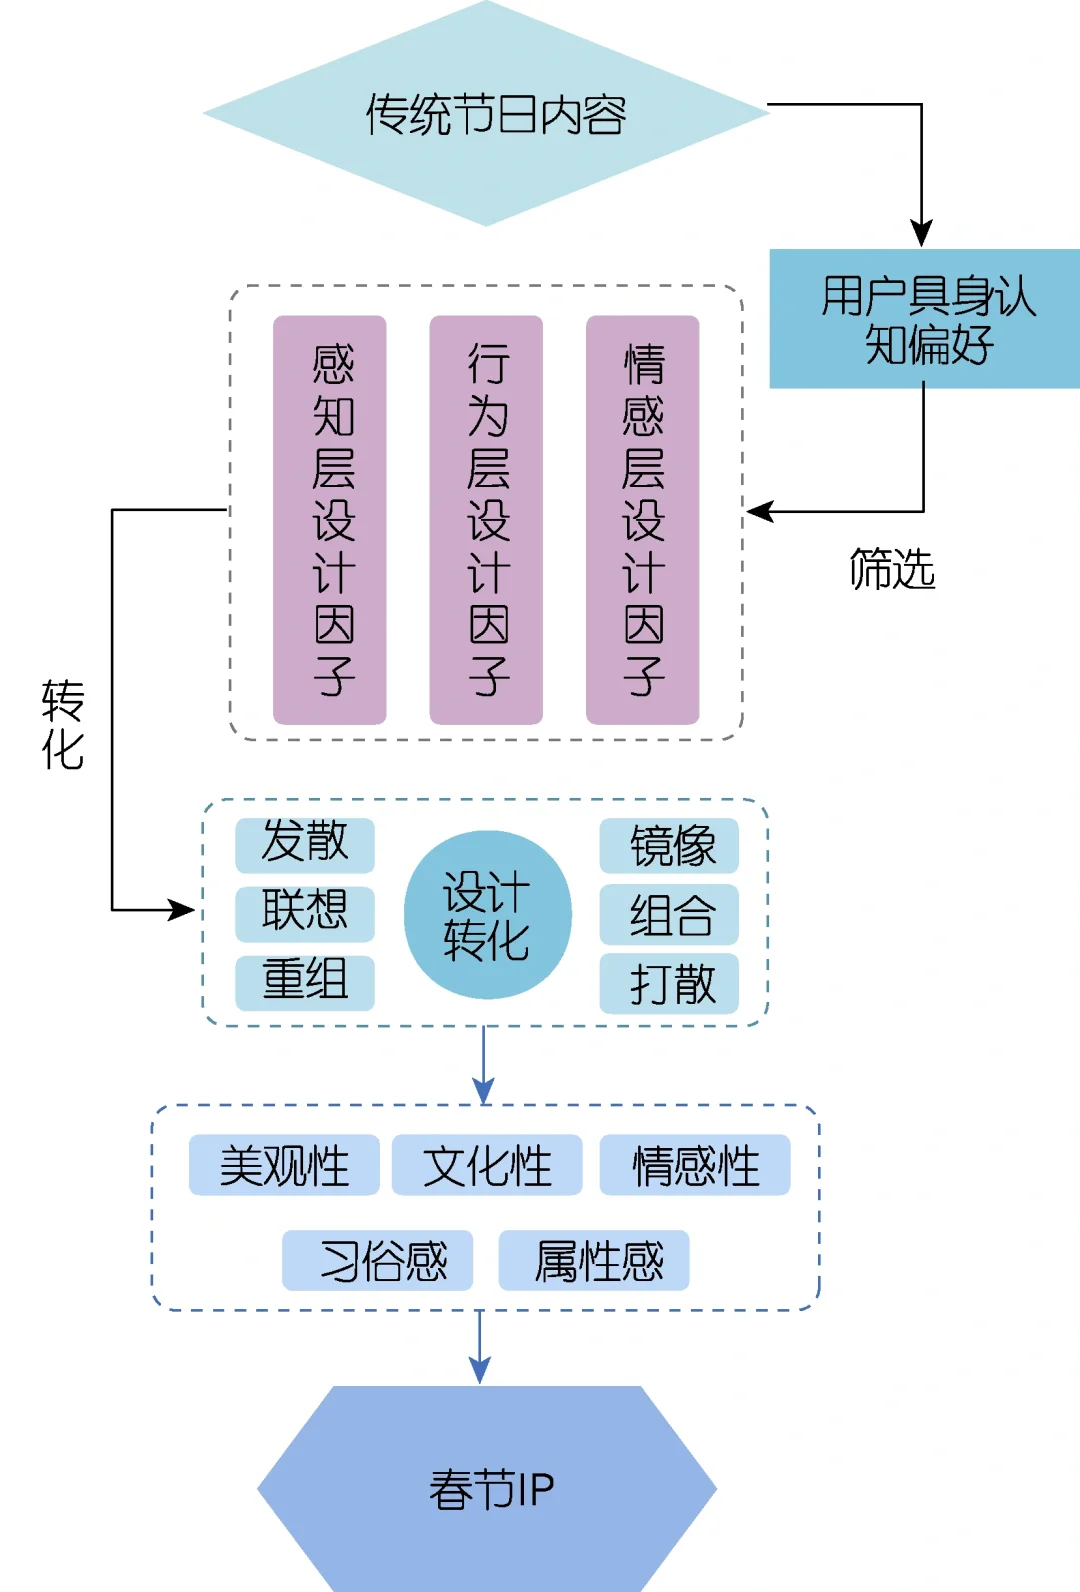 传统节日内容
用户具身认
知偏好
筛选
感知层设计因子
行为层设计因子
情感层设计因子
转化
发散
联想
重组
设计
转化
镜像
组合
打散
美观性
文化性
情感性
习俗感
属性感
春节IP